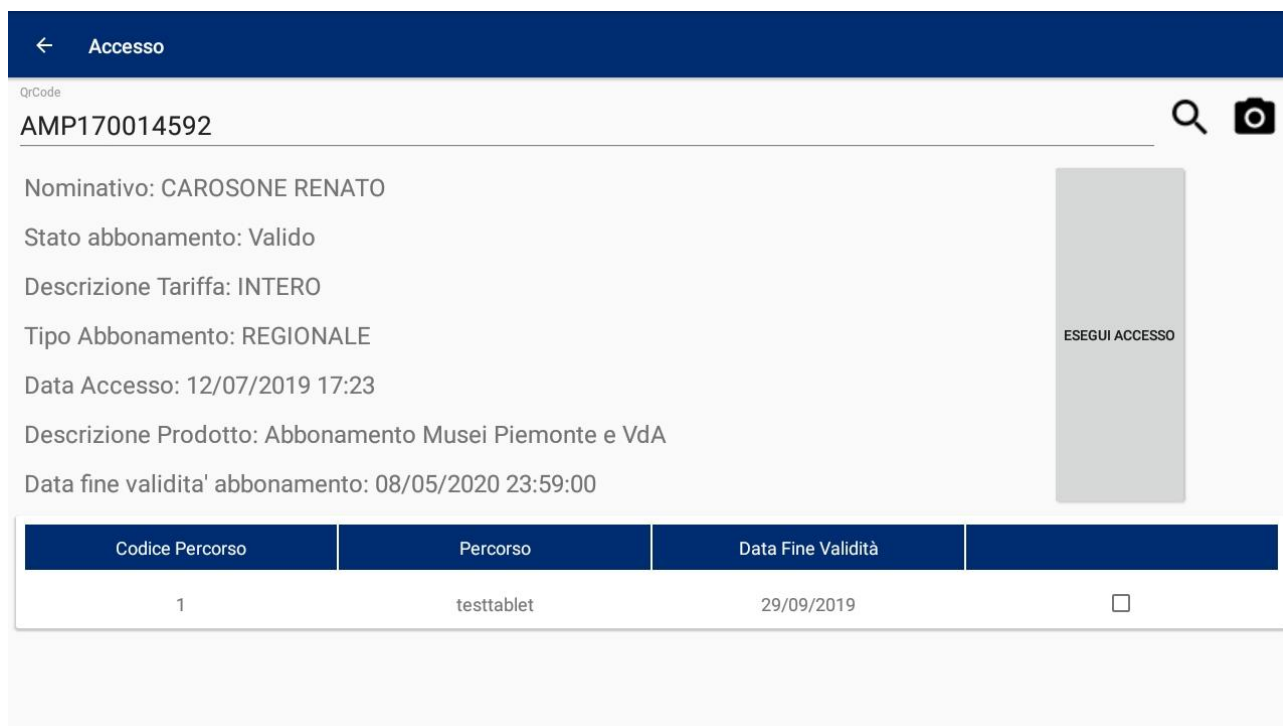 Accesso
QrCode
AMP170014592
Nominativo: CAROSONE RENATO
Stato abbonamento: Valido
Descrizione Tariffa: INTERO
Tipo Abbonamento: REGIONALE
ESEGUI ACCESSO
Data Accesso: 12/07/2019 17:23
Descrizione Prodotto: Abbonamento Musei Piemonte e VdA
Data fine validita' abbonamento: 08/05/2020 23:59:00
Codice Percorso Percorso Data Fine Validità
1 testtablet 29/09/2019